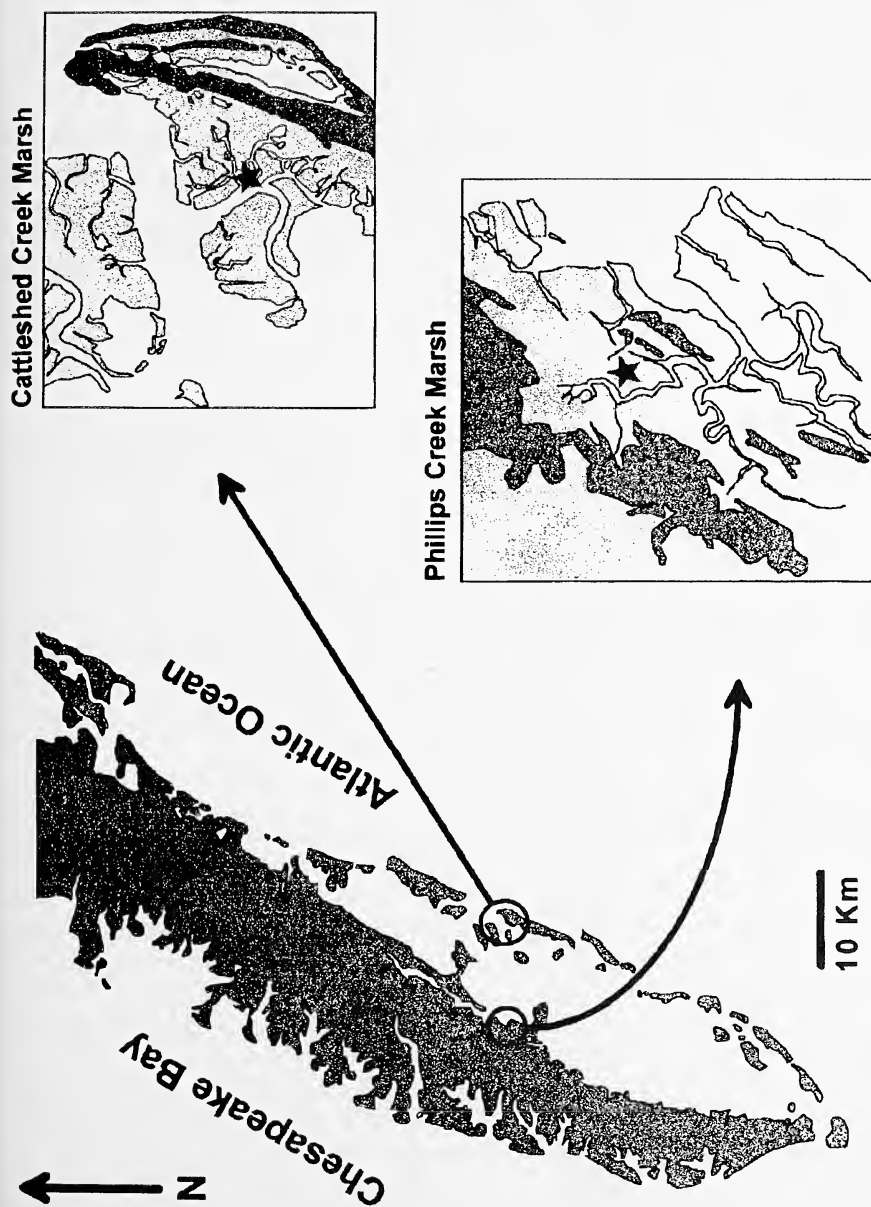 Cattleshed Creek Marsh
Phillips Creek Marsh
Atlantic Ocean
Chesapeake Bay
10 Km
N